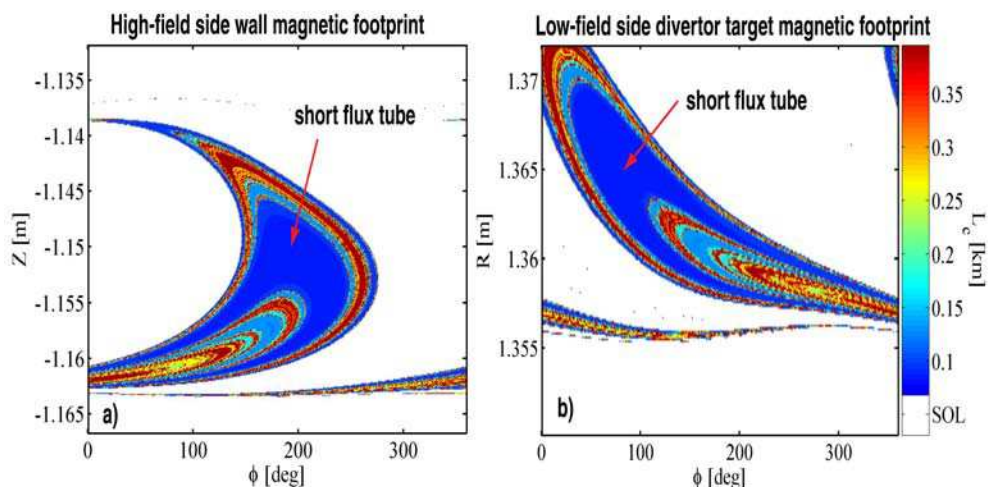 High-field side wall magnetic footprint
short flux tube
-1.135
-1.14
-1.145
-1.15
-1.155
-1.16
-1.165
Z [m]
a)
0
100
200
300
ϕ [deg]
Low-field side divertor target magnetic footprint
short flux tube
1.37
1.365
1.36
1.355
R [m]
b)
0
100
200
300
ϕ [deg]
0.35
0.3
0.25
0.2
0.15
0.1
SOL
L_c [km]